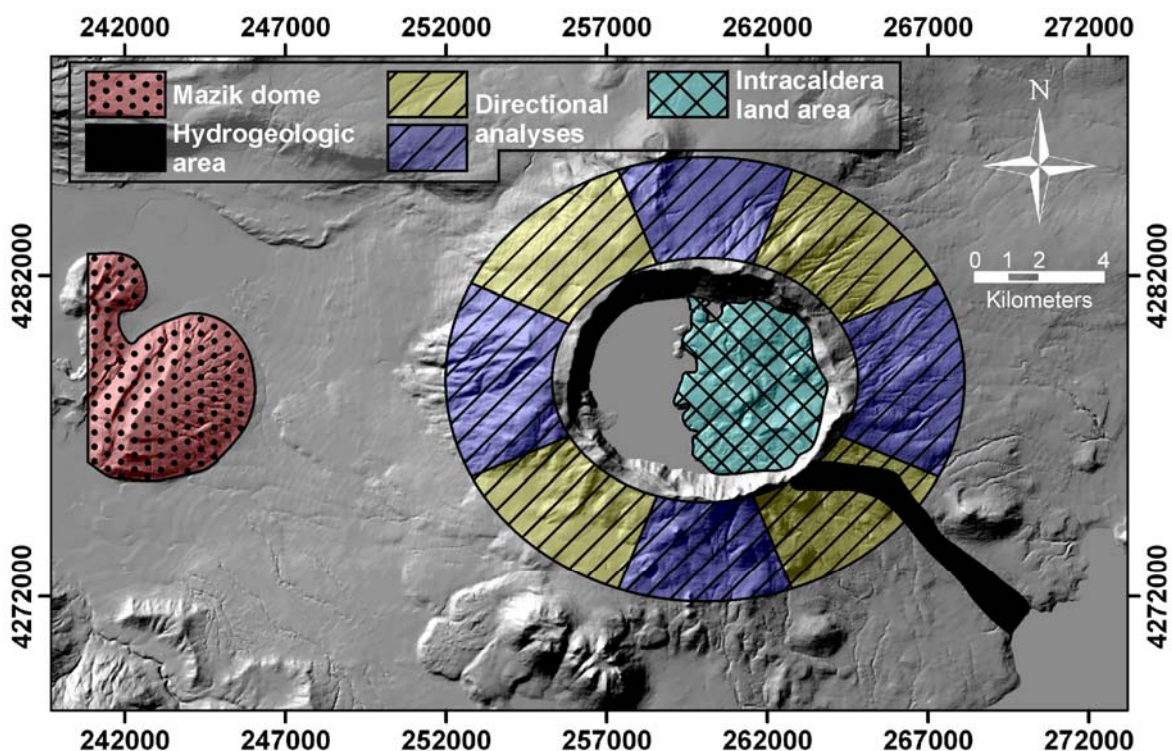 242000 247000 252000 257000 262000 267000 272000
Mazik dome
Hydrogeologic
area
Directional
analyses
Intracaldera
land area
N
0 1 2 4
Kilometers
4282000
4272000
4282000
4272000
242000 247000 252000 257000 262000 267000 272000